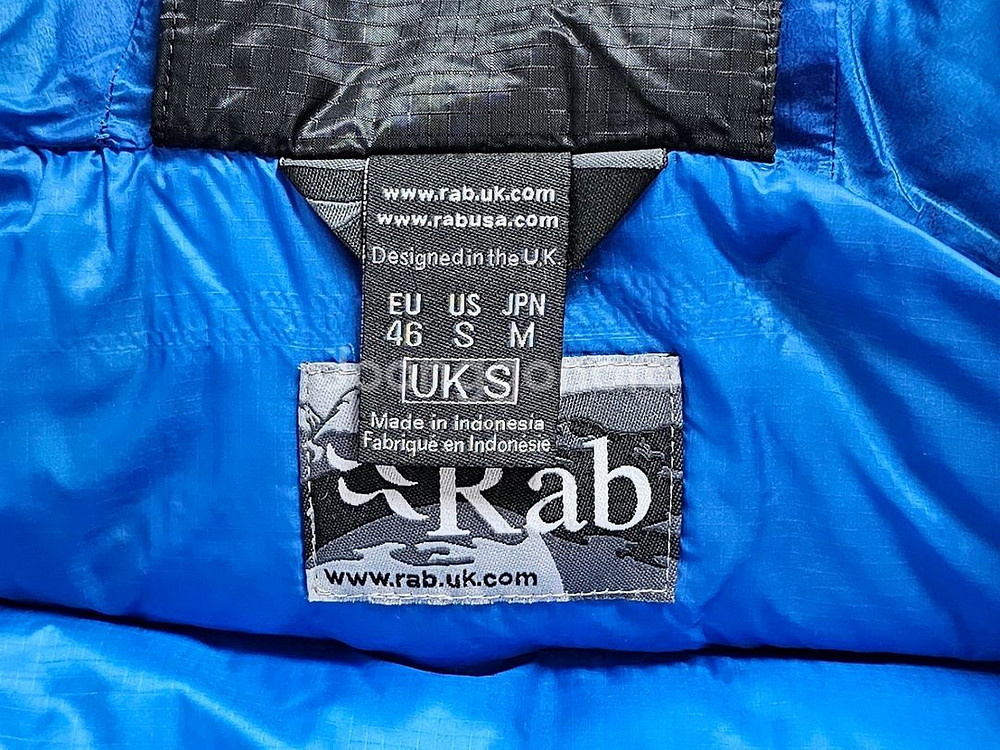 www.rab.uk.com
www.rabusa.com
Designed in the UK
EU US JPN
46 S M
UK S
Made in Indonesia
Fabriqué en Indonésie
Rab
www.rab.uk.com